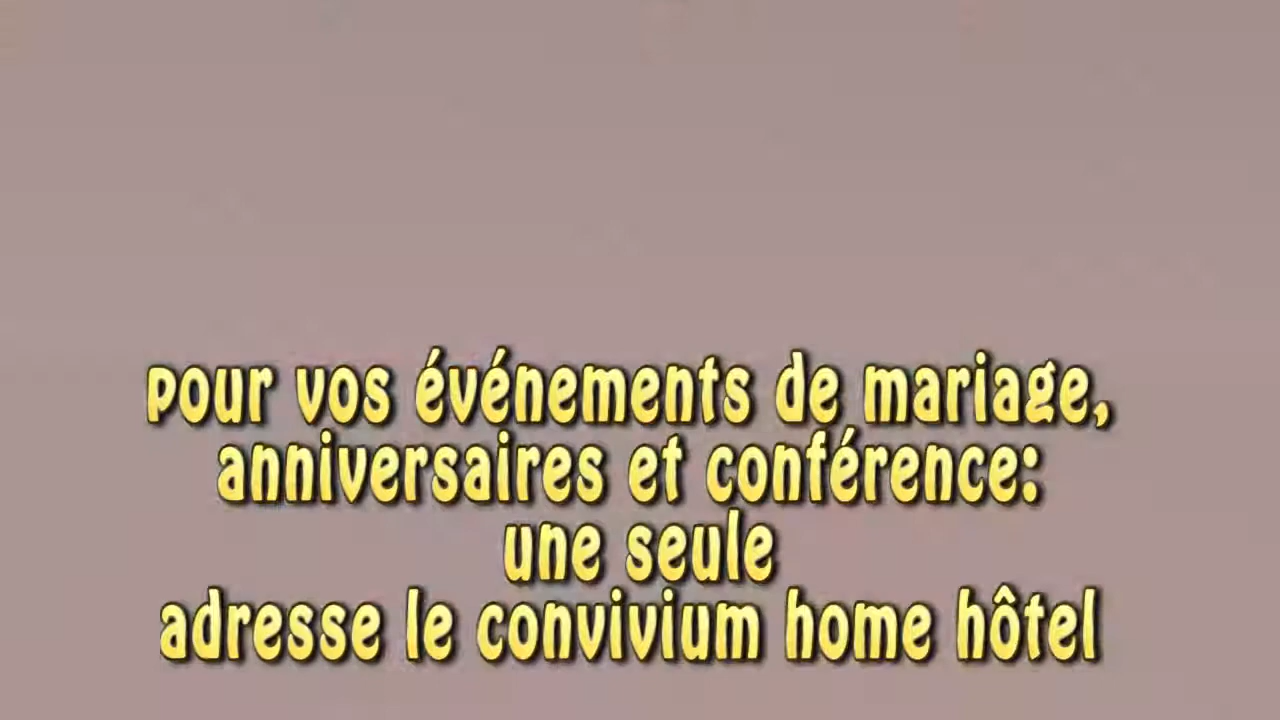 pour vos événements de mariage,
anniversaires et conférence:
une seule
adresse le convivium home hôtel